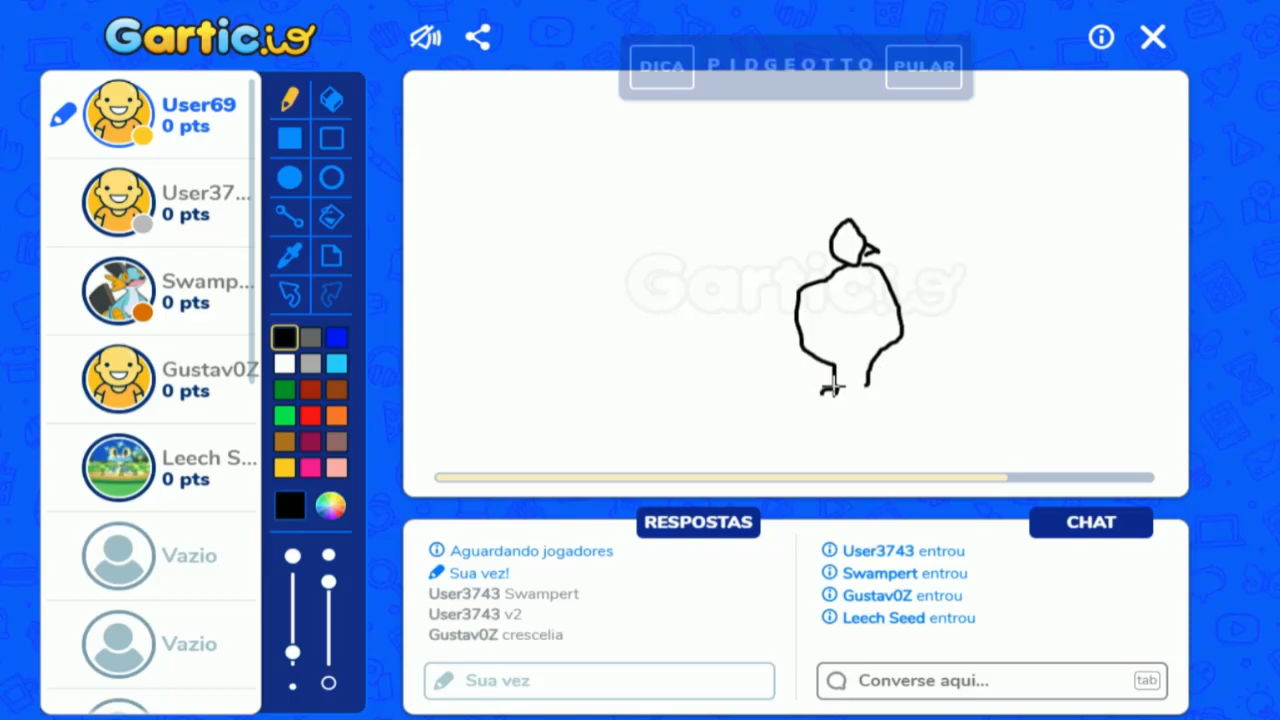 Gartic.io
DICA PIDGEOTTO PULAR
User69
0 pts
User37...
0 pts
Swamp...
0 pts
Gustav0Z
0 pts
Leech S...
0 pts
Vazio
Vazio
Gartic.io
RESPOSTAS
Aguardando jogadores
Sua vez!
User3743 Swampert
User3743 v2
Gustav0Z crescelia
Sua vez
CHAT
User3743 entrou
Swampert entrou
Gustav0Z entrou
Leech Seed entrou
Converse aqui... tab